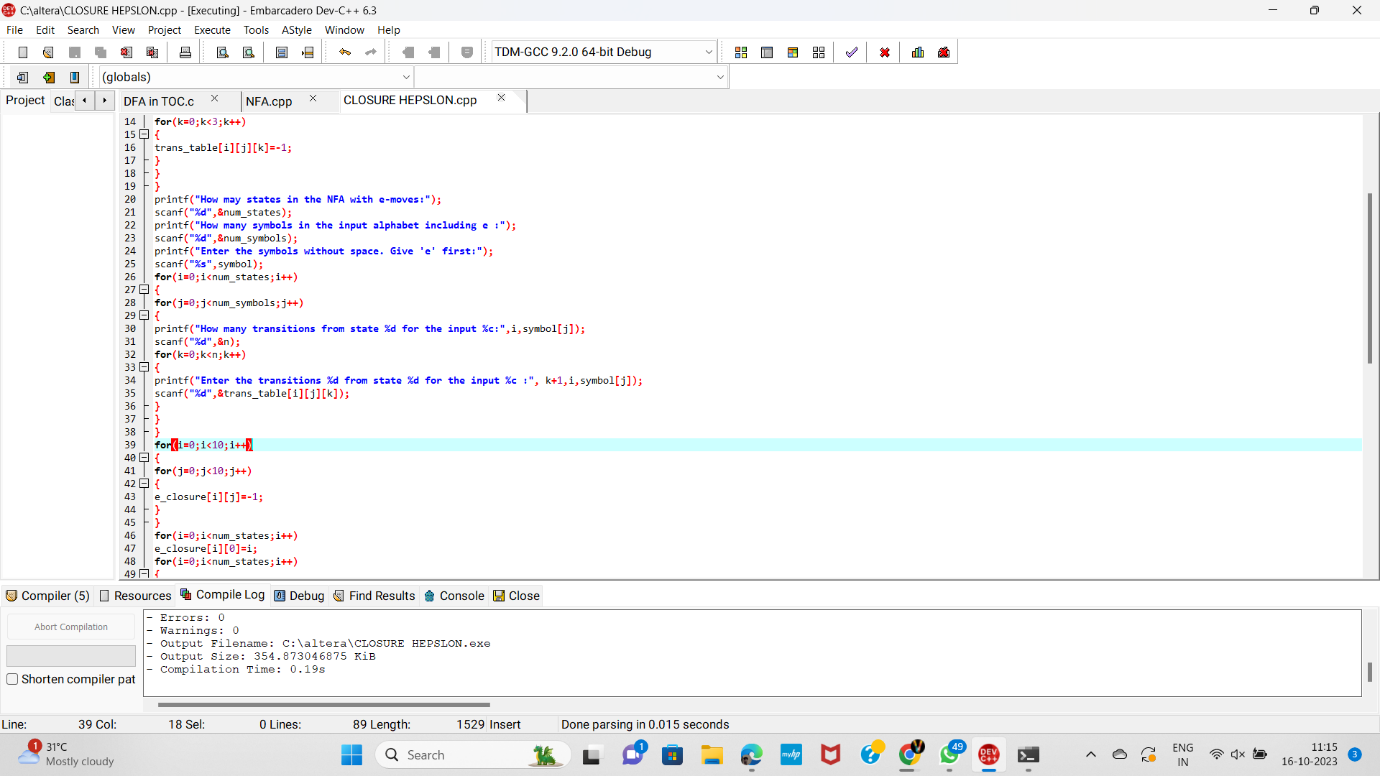 C:\altera\CLOSURE HEPSLON.cpp - [Executing] - Embarcadero Dev-C++ 6.3
File Edit Search View Project Execute Tools AStyle Window Help
TDM-GCC 9.2.0 64-bit Debug
(globals)
Project Clas DFA in TOC.c NFA.cpp CLOSURE HEPSLON.cpp
14 for(k=0;k<3;k++)
15 {
16 trans_table[i][j][k]=-1;
17 }
18 }
19 }
20 printf("How may states in the NFA with e-moves:");
21 scanf("%d",&num_states);
22 printf("How many symbols in the input alphabet including e :");
23 scanf("%d",&num_symbols);
24 printf("Enter the symbols without space. Give 'e' first:");
25 scanf("%s",symbol);
26 for(i=0;i<num_states;i++)
27 {
28 for(j=0;j<num_symbols;j++)
29 {
30 printf("How many transitions from state %d for the input %c:",i,symbol[j]);
31 scanf("%d",&n);
32 for(k=0;k<n;k++)
33 {
34 printf("Enter the transitions %d from state %d for the input %c :", k+1,i,symbol[j]);
35 scanf("%d",&trans_table[i][j][k]);
36 }
37 }
38 }
39 for(i=0;i<10;i++)
40 {
41 for(j=0;j<10;j++)
42 {
43 e_closure[i][j]=-1;
44 }
45 }
46 for(i=0;i<num_states;i++)
47 e_closure[i][0]=i;
48 for(i=0;i<num_states;i++)
49 {
Compiler (5) Resources Compile Log Debug Find Results Console Close
Abort Compilation
Shorten compiler pat
- Errors: 0
- Warnings: 0
- Output Filename: C:\altera\CLOSURE HEPSLON.exe
- Output Size: 354.873046875 KiB
- Compilation Time: 0.19s
Line: 39 Col: 18 Sel: 0 Lines: 89 Length: 1529 Insert Done parsing in 0.015 seconds
1 31°C
Mostly cloudy
Search
1
myhp
V
49
DEV
C++
ENG
IN
11:15
16-10-2023
3